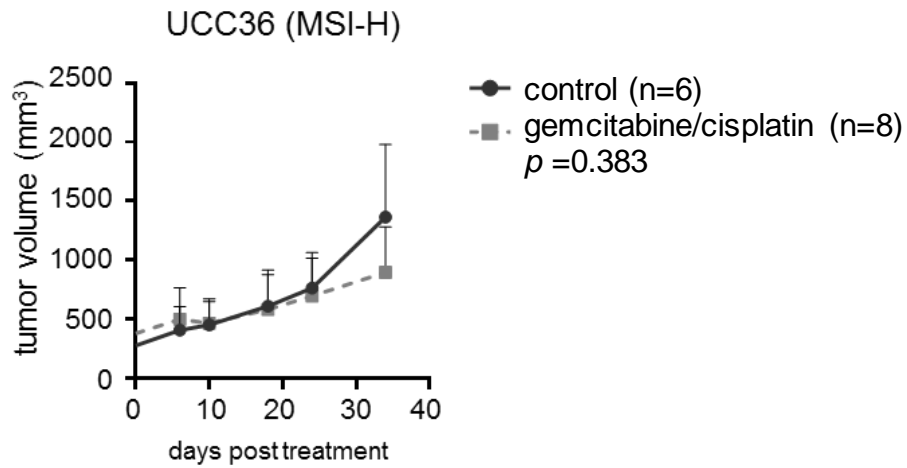 UCC36 (MSI-H)
tumor volume (mm³)
2500
2000
1500
1000
500
0
0 10 20 30 40
days post treatment
control (n=6)
gemcitabine/cisplatin (n=8)
p =0.383